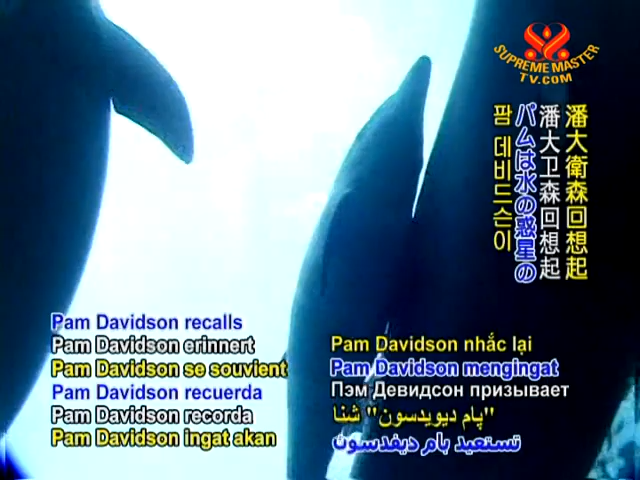 SUPREME MASTER
TV.COM
潘大衛森回想起
潘大卫森回想起
パムは水の惑星の
팜 데비드슨이
Pam Davidson recalls
Pam Davidson erinnert
Pam Davidson se souvient
Pam Davidson recuerda
Pam Davidson recorda
Pam Davidson ingat akan
Pam Davidson nhắc lại
Pam Davidson mengingat
Пэм Девидсон призывает
"پام دیویدسون" شنا
تستعيد بام ديفدسون